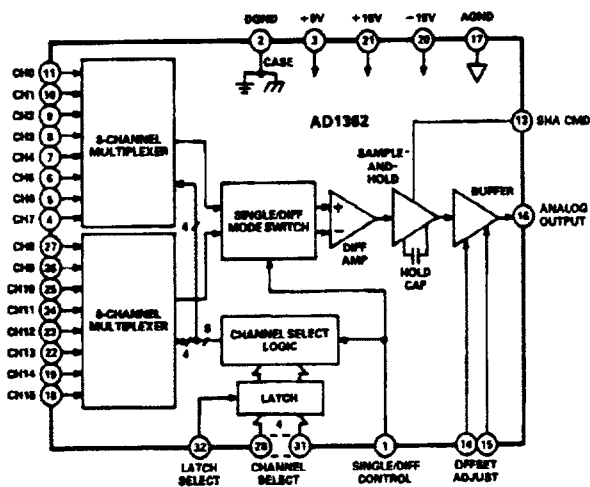 DGND +5V +15V -15V AGND
2 3 21 20 17
CASE
CH0 11
CH1 10
CH2 9
CH3 8
CH4 7
CH5 6
CH6 5
CH7 4
8-CHANNEL
MULTIPLEXER
AD1362
13 SHA CMD
SAMPLE-
AND-
HOLD
SINGLE/DIFF
MODE SWITCH
+
−
DIFF
AMP
HOLD
CAP
BUFFER
16 ANALOG
OUTPUT
4
CH8 27
CH9 26
CH10 25
CH11 24
CH12 23
CH13 22
CH14 19
CH15 18
8-CHANNEL
MULTIPLEXER
4
8
CHANNEL SELECT
LOGIC
LATCH
4
32 28 31 1 14 15
LATCH
SELECT
CHANNEL
SELECT
SINGLE/DIFF
CONTROL
OFFSET
ADJUST